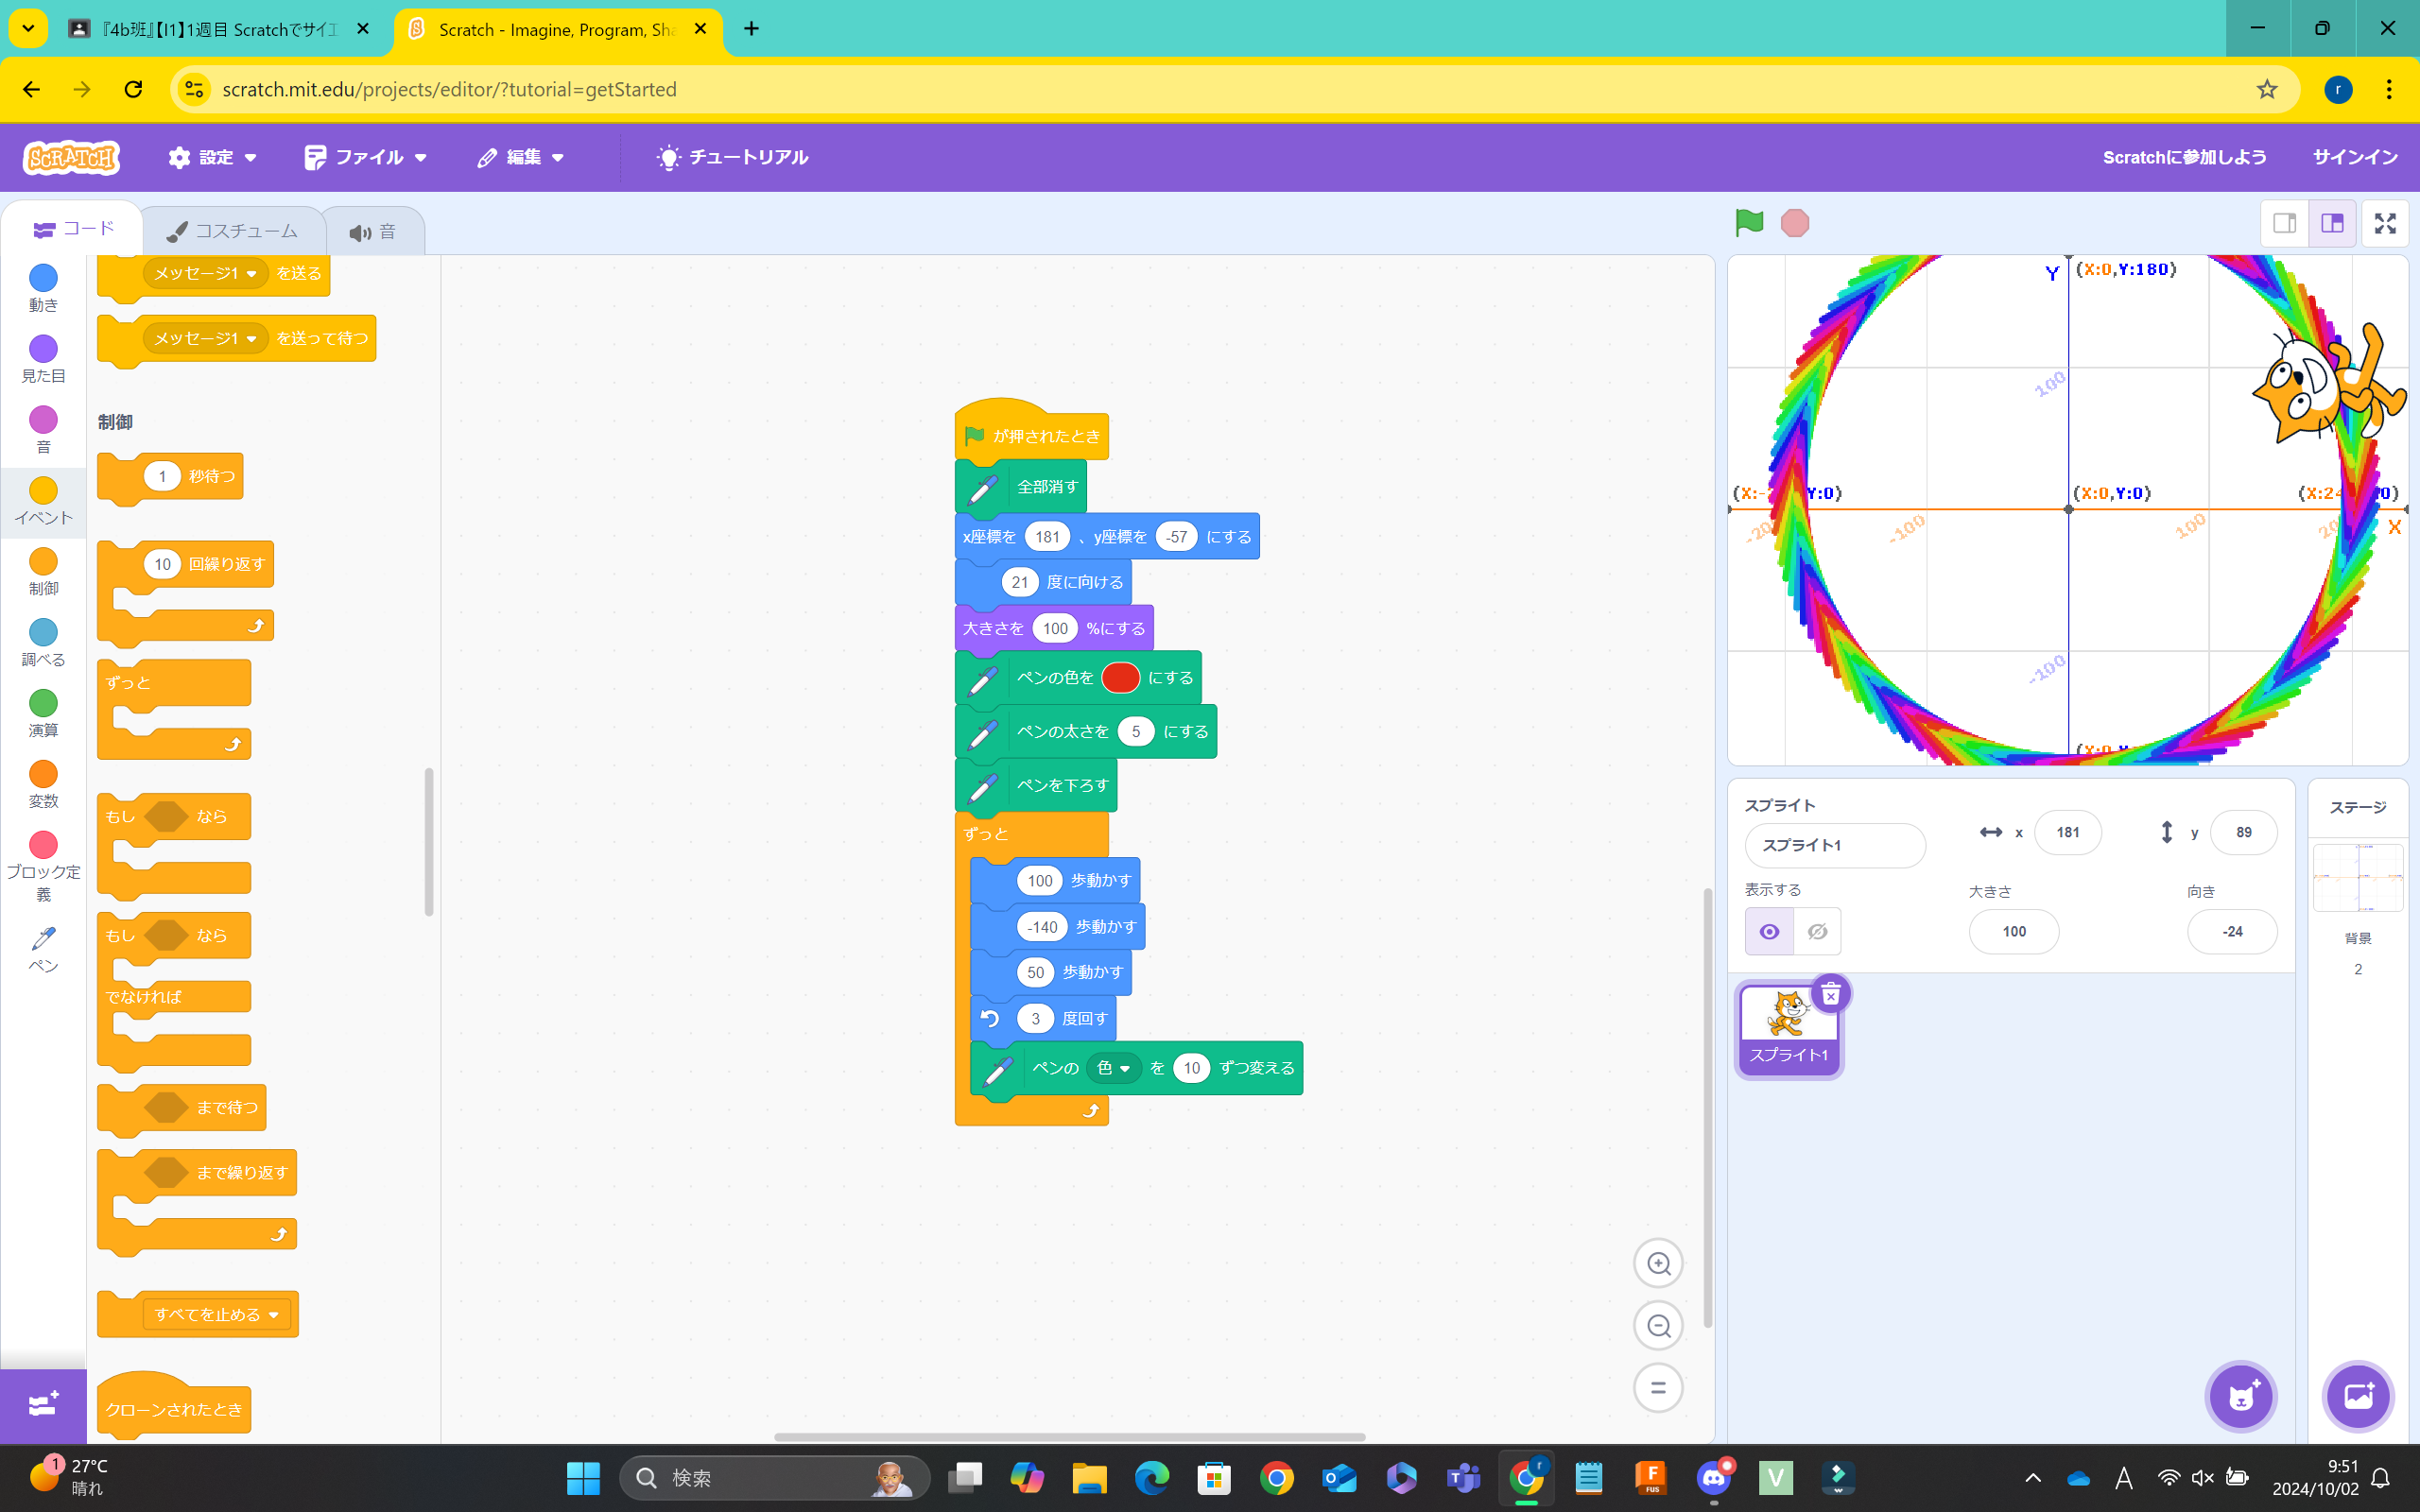 『4b班』【I1】1週目 Scratchでサイエ
Scratch - Imagine, Program, Sha
scratch.mit.edu/projects/editor/?tutorial=getStarted
r
SCRATCH
設定
ファイル
編集
チュートリアル
Scratchに参加しよう
サインイン
コード
コスチューム
音
動き
見た目
音
イベント
制御
調べる
演算
変数
ブロック定
義
ペン
メッセージ1 を送る
メッセージ1 を送って待つ
制御
1 秒待つ
10 回繰り返す
ずっと
もし なら
もし なら
でなければ
まで待つ
まで繰り返す
すべてを止める
クローンされたとき
が押されたとき
全部消す
x座標を 181 、y座標を -57 にする
21 度に向ける
大きさを 100 %にする
ペンの色を にする
ペンの太さを 5 にする
ペンを下ろす
ずっと
100 歩動かす
-140 歩動かす
50 歩動かす
3 度回す
ペンの 色 を 10 ずつ変える
Y (X:0,Y:180)
100
(X:- Y:0) (X:0,Y:0) (X:24 0)
-20 -100 100 20 X
-100
(X:0,
スプライト
スプライト1
x 181
y 89
表示する
大きさ
100
向き
-24
スプライト1
ステージ
背景
2
1
27°C
晴れ
検索
r
FUS
V
A
9:51
2024/10/02